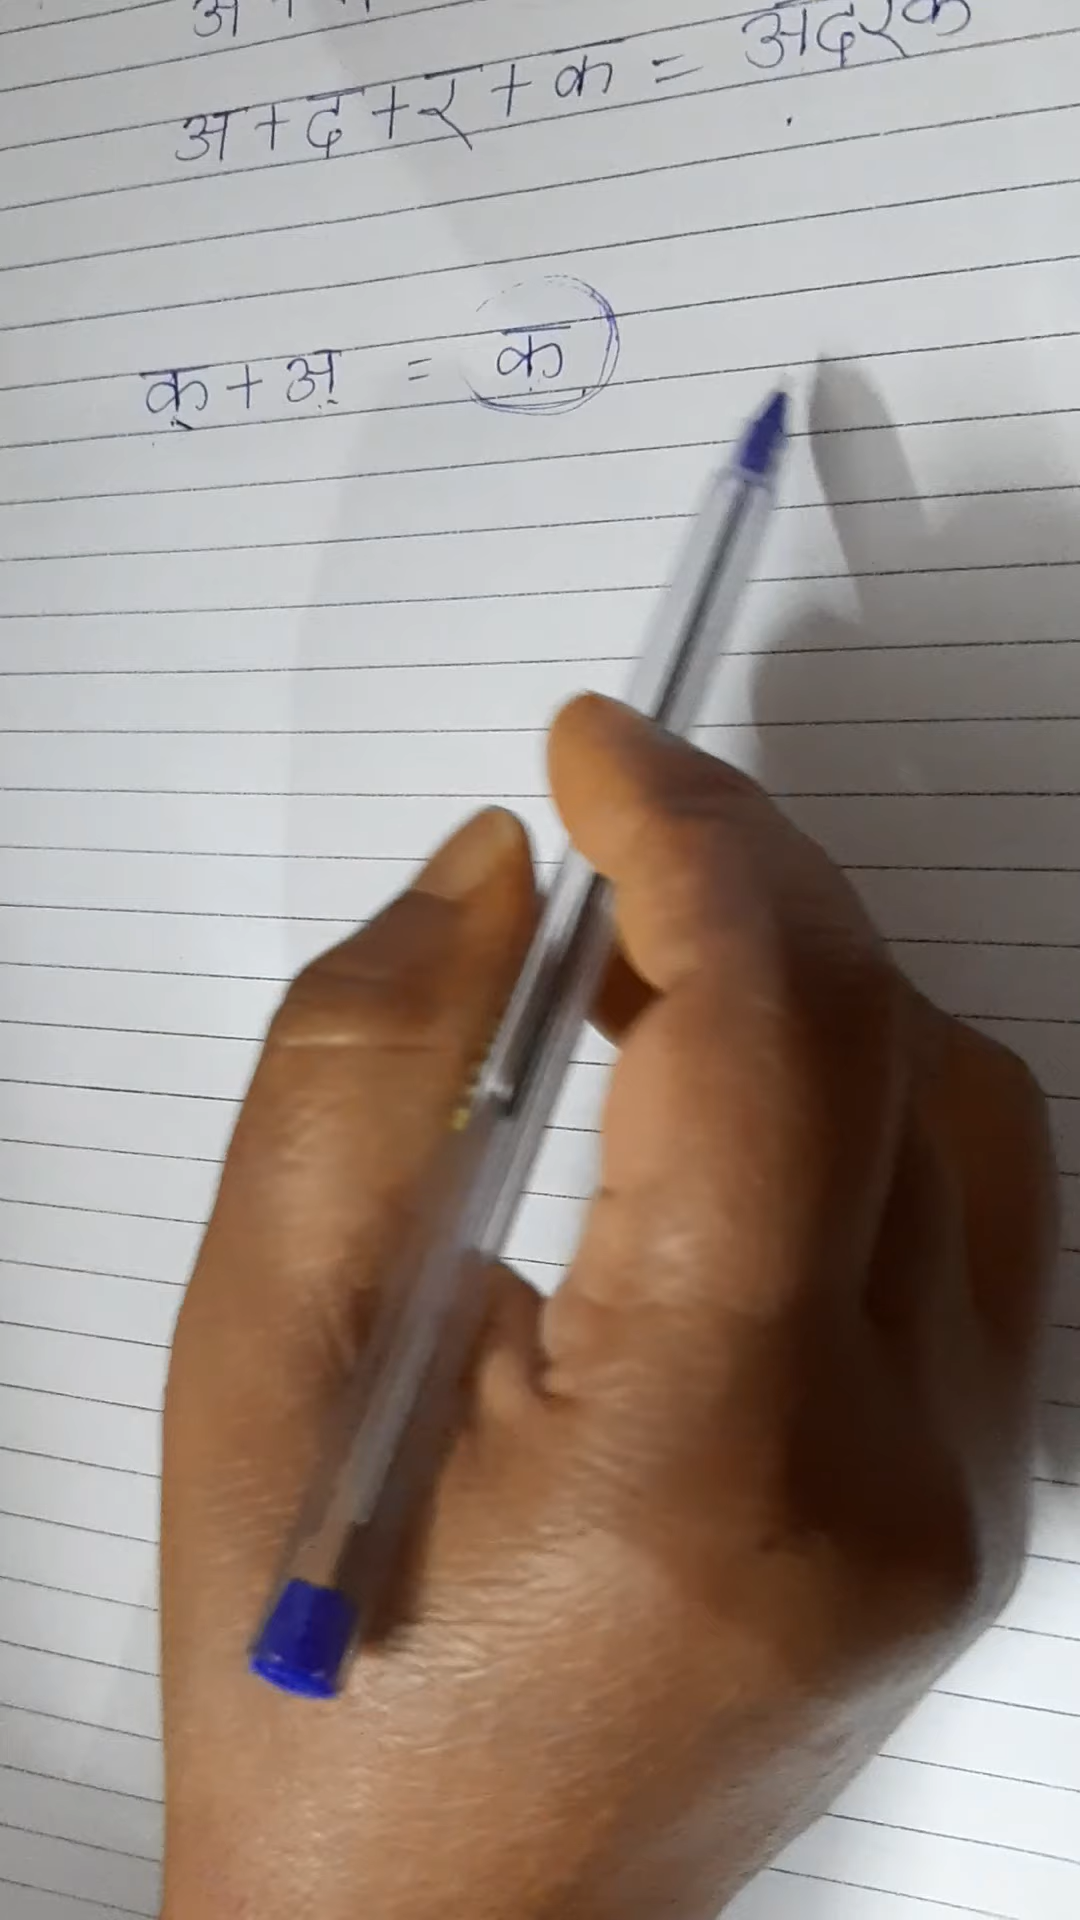 अ +
अ + द + र + क = अदरक
क् + अ = क